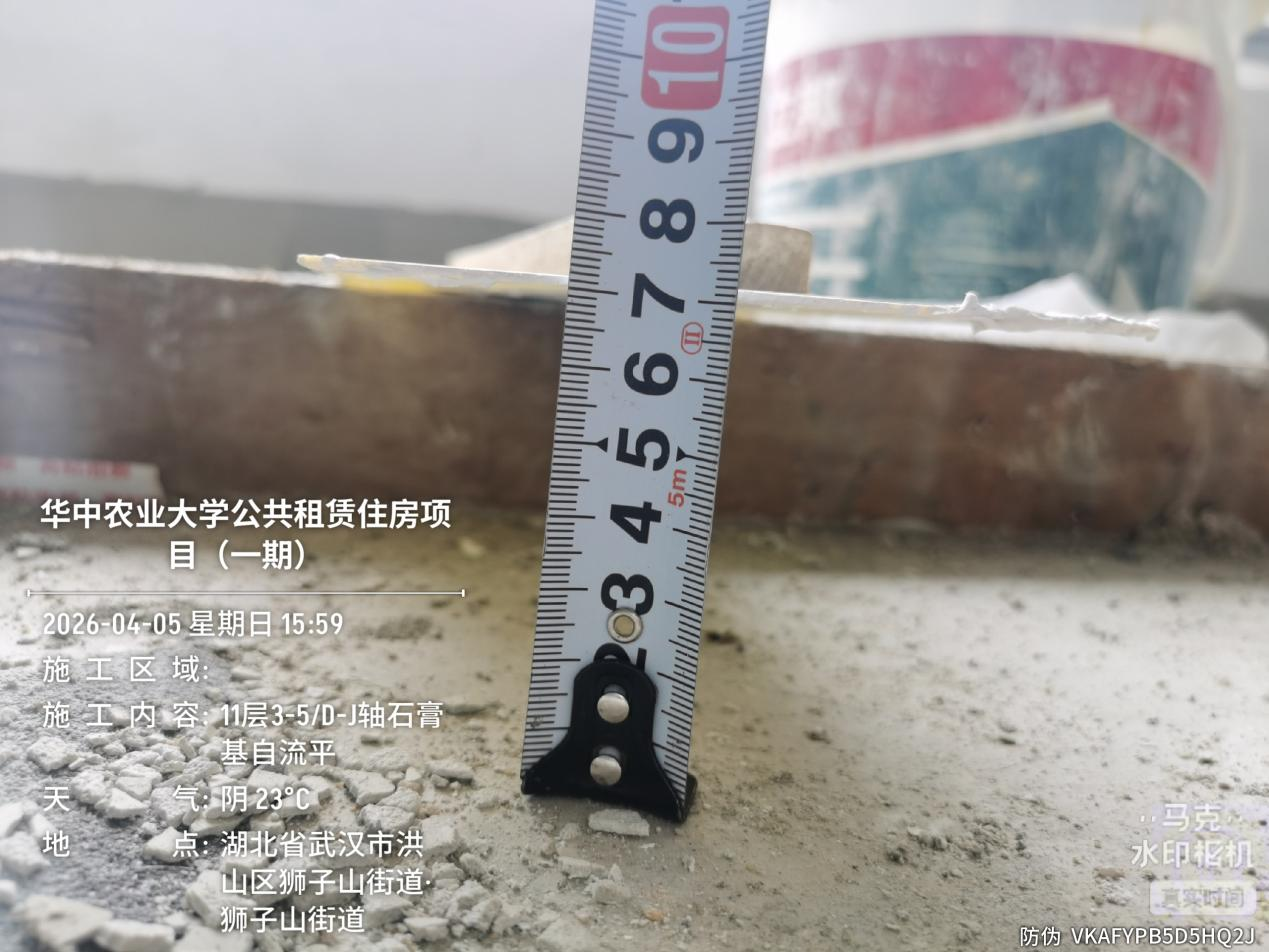 10
9
8
7
II
6
5
5m
4
3
2
华中农业大学公共租赁住房项
目（一期）
2026-04-05 星期日 15:59
施工区域:
施工内容: 11层3-5/D-J轴石膏
基自流平
天气: 阴 23°C
地点: 湖北省武汉市洪
山区狮子山街道·
狮子山街道
马克
水印相机
真实时间
防伪 VKAFYPB5D5HQ2J